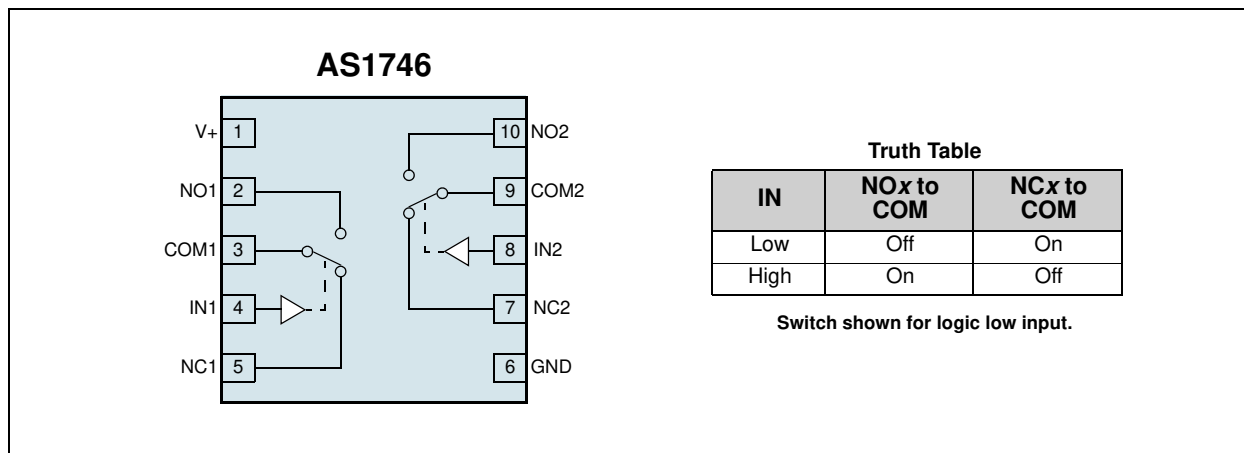 AS1746
V+ 1
10 NO2
NO1 2
9 COM2
COM1 3
8 IN2
IN1 4
7 NC2
NC1 5
6 GND
Truth Table
IN NOx to COM NCx to COM
Low Off On
High On Off
Switch shown for logic low input.